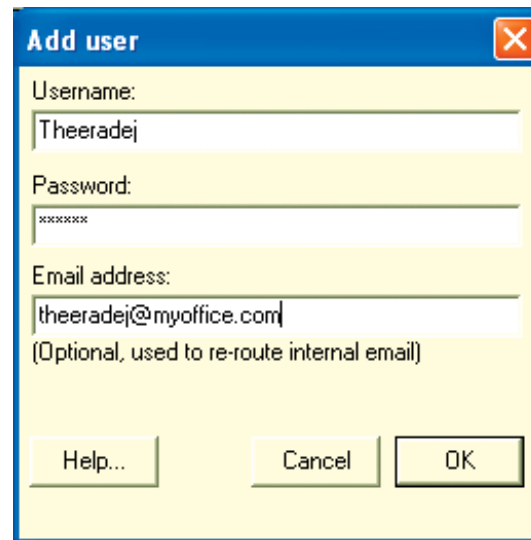 Add user
Username:
Theeradej
Password:
******
Email address:
theeradej@myoffice.com
(Optional, used to re-route internal email)
Help... Cancel OK